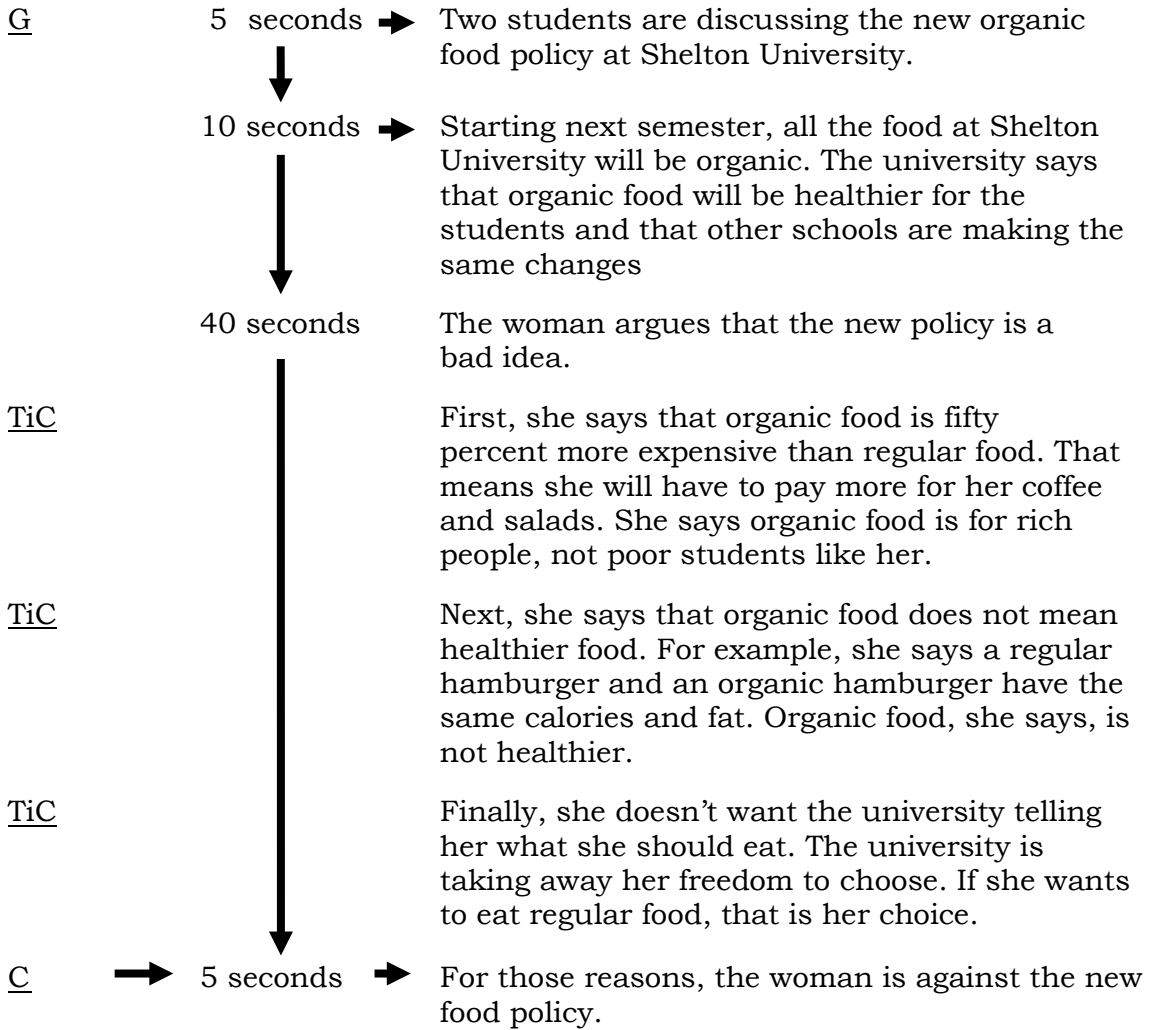 G 5 seconds Two students are discussing the new organic
food policy at Shelton University.
10 seconds Starting next semester, all the food at Shelton
University will be organic. The university says
that organic food will be healthier for the
students and that other schools are making the
same changes
40 seconds The woman argues that the new policy is a
bad idea.
TiC First, she says that organic food is fifty
percent more expensive than regular food. That
means she will have to pay more for her coffee
and salads. She says organic food is for rich
people, not poor students like her.
TiC Next, she says that organic food does not mean
healthier food. For example, she says a regular
hamburger and an organic hamburger have the
same calories and fat. Organic food, she says, is
not healthier.
TiC Finally, she doesn’t want the university telling
her what she should eat. The university is
taking away her freedom to choose. If she wants
to eat regular food, that is her choice.
C 5 seconds For those reasons, the woman is against the new
food policy.